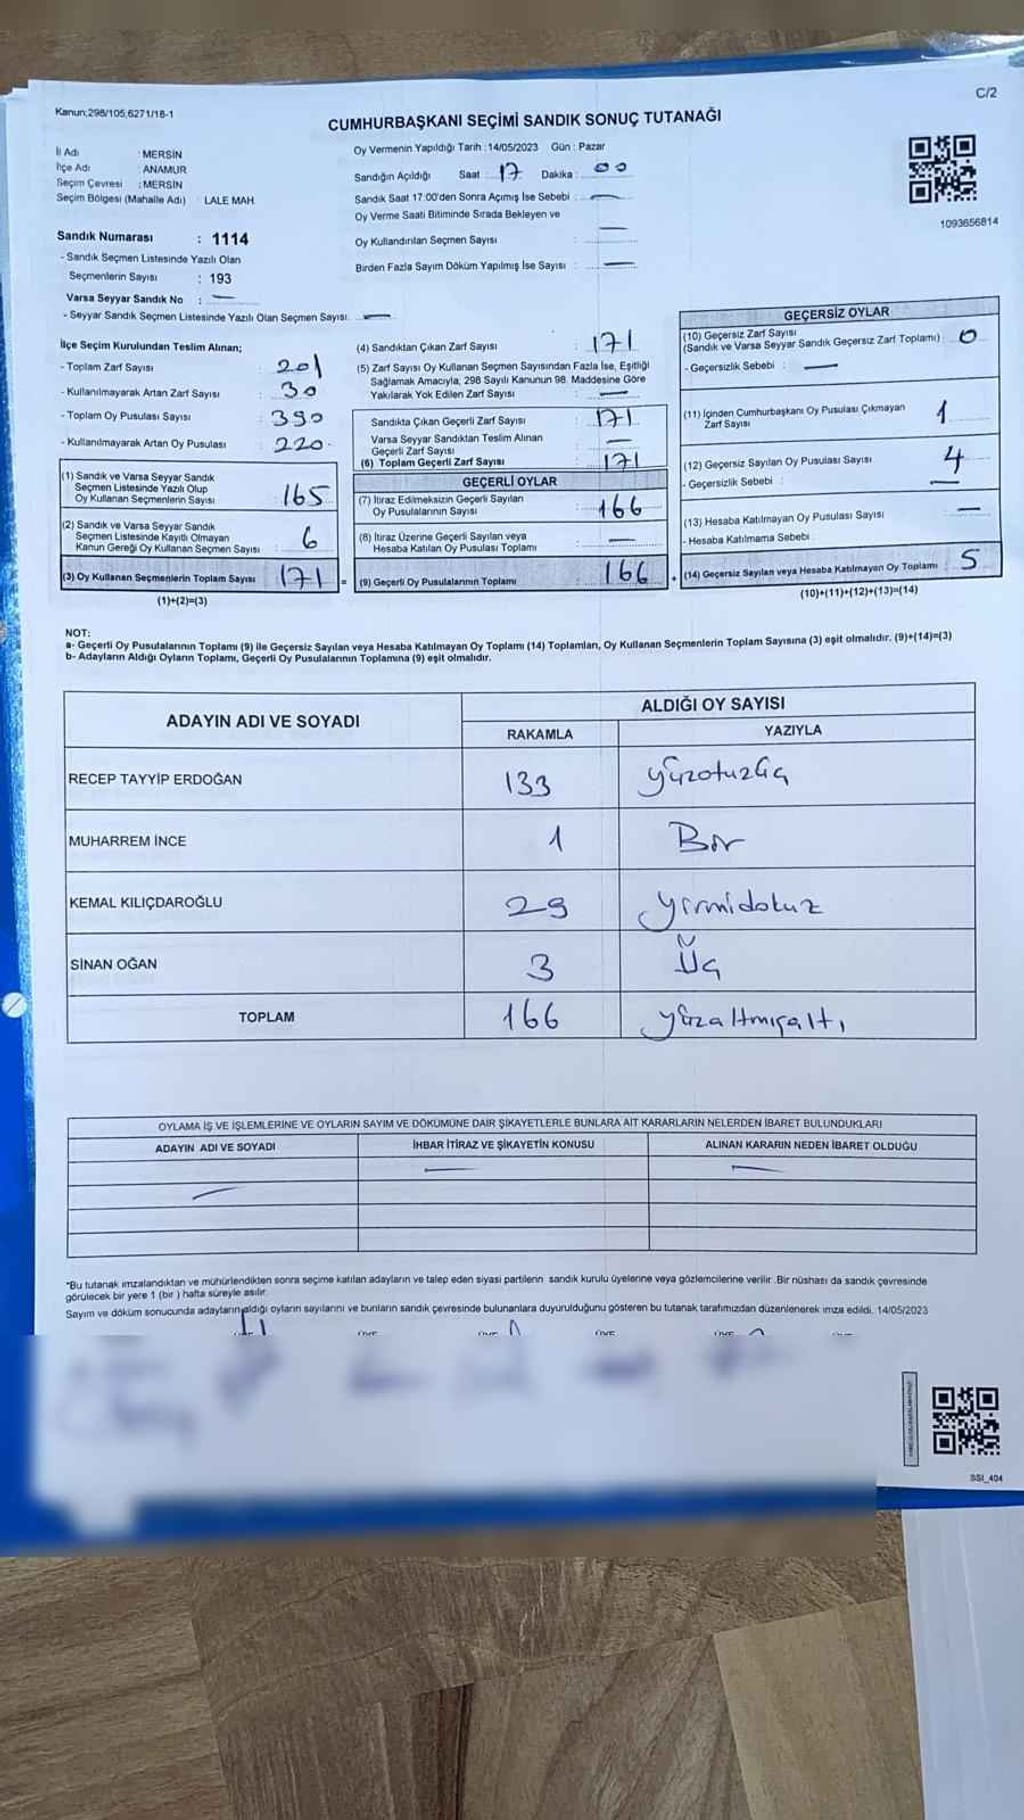 C/2
Kanun;298/105;6271/18-1
CUMHURBAŞKANI SEÇİMİ SANDIK SONUÇ TUTANAĞI
İl Adı : MERSİN
İlçe Adı : ANAMUR
Seçim Çevresi : MERSİN
Seçim Bölgesi (Mahalle Adı) : LALE MAH.
Sandık Numarası : 1114
- Sandık Seçmen Listesinde Yazılı Olan
Seçmenlerin Sayısı : 193
Varsa Seyyar Sandık No : —
- Seyyar Sandık Seçmen Listesinde Yazılı Olan Seçmen Sayısı: —
Oy Vermenin Yapıldığı Tarih : 14/05/2023 Gün : Pazar
Sandığın Açıldığı Saat : 17 Dakika : 00
Sandık Saat 17:00'den Sonra Açımış İse Sebebi : —
Oy Verme Saati Bitiminde Sırada Bekleyen ve
Oy Kullandırılan Seçmen Sayısı : —
Birden Fazla Sayım Döküm Yapılmış İse Sayısı : —
1093656814
İlçe Seçim Kurulundan Teslim Alınan;
- Toplam Zarf Sayısı : 201
- Kullanılmayarak Artan Zarf Sayısı : 30
- Toplam Oy Pusulası Sayısı : 390
- Kullanılmayarak Artan Oy Pusulası : 220
(1) Sandık ve Varsa Seyyar Sandık
Seçmen Listesinde Yazılı Olup
Oy Kullanan Seçmenlerin Sayısı : 165
(2) Sandık ve Varsa Seyyar Sandık
Seçmen Listesinde Kayıtlı Olmayan
Kanun Gereği Oy Kullanan Seçmen Sayısı : 6
(3) Oy Kullanan Seçmenlerin Toplam Sayısı : 171
(1)+(2)=(3)
(4) Sandıktan Çıkan Zarf Sayısı : 171
(5) Zarf Sayısı Oy Kullanan Seçmen Sayısından Fazla İse, Eşitliği
Sağlamak Amacıyla, 298 Sayılı Kanunun 98. Maddesine Göre
Yakılarak Yok Edilen Zarf Sayısı : —
Sandıkta Çıkan Geçerli Zarf Sayısı : 171
Varsa Seyyar Sandıktan Teslim Alınan
Geçerli Zarf Sayısı : —
(6) Toplam Geçerli Zarf Sayısı : 171
GEÇERLİ OYLAR
(7) İtiraz Edilmeksizin Geçerli Sayılan
Oy Pusulalarının Sayısı : 166
(8) İtiraz Üzerine Geçerli Sayılan veya
Hesaba Katılan Oy Pusulası Toplamı : —
= (9) Geçerli Oy Pusulalarının Toplamı : 166
GEÇERSİZ OYLAR
(10) Geçersiz Zarf Sayısı
(Sandık ve Varsa Seyyar Sandık Geçersiz Zarf Toplamı) : 0
- Geçersizlik Sebebi : —
(11) İçinden Cumhurbaşkanı Oy Pusulası Çıkmayan
Zarf Sayısı : 1
(12) Geçersiz Sayılan Oy Pusulası Sayısı : 4
- Geçersizlik Sebebi : —
(13) Hesaba Katılmayan Oy Pusulası Sayısı : —
- Hesaba Katılmama Sebebi :
+ (14) Geçersiz Sayılan veya Hesaba Katılmayan Oy Toplamı : 5
(10)+(11)+(12)+(13)=(14)
NOT:
a- Geçerli Oy Pusulalarının Toplamı (9) ile Geçersiz Sayılan veya Hesaba Katılmayan Oy Toplamı (14) Toplamları, Oy Kullanan Seçmenlerin Toplam Sayısına (3) eşit olmalıdır. (9)+(14)=(3)
b- Adayların Aldığı Oyların Toplamı, Geçerli Oy Pusulalarının Toplamına (9) eşit olmalıdır.
ADAYIN ADI VE SOYADI
ALDIĞI OY SAYISI
RAKAMLA YAZIYLA
RECEP TAYYİP ERDOĞAN 133 yüzotuzüç
MUHARREM İNCE 1 Bir
KEMAL KILIÇDAROĞLU 29 yirmidokuz
SİNAN OĞAN 3 Üç
TOPLAM 166 yüzaltmışaltı
OYLAMA İŞ VE İŞLEMLERİNE VE OYLARIN SAYIM VE DÖKÜMÜNE DAİR ŞİKAYETLERLE BUNLARA AİT KARARLARIN NELERDEN İBARET BULUNDUKLARI
ADAYIN ADI VE SOYADI İHBAR İTİRAZ VE ŞİKAYETİN KONUSU ALINAN KARARIN NEDEN İBARET OLDUĞU
— — —
*Bu tutanak imzalandıktan ve mühürlendikten sonra seçime katılan adayların ve talep eden siyasi partilerin sandık kurulu üyelerine veya gözlemcilerine verilir. Bir nüshası da sandık çevresinde
görülecek bir yere 1 (bir ) hafta süreyle asılır.
Sayım ve döküm sonucunda adayların aldığı oyların sayılarını ve bunların sandık çevresinde bulunanlara duyurulduğunu gösteren bu tutanak tarafımızdan düzenlenerek imza edildi. 14/05/2023
SSI_404